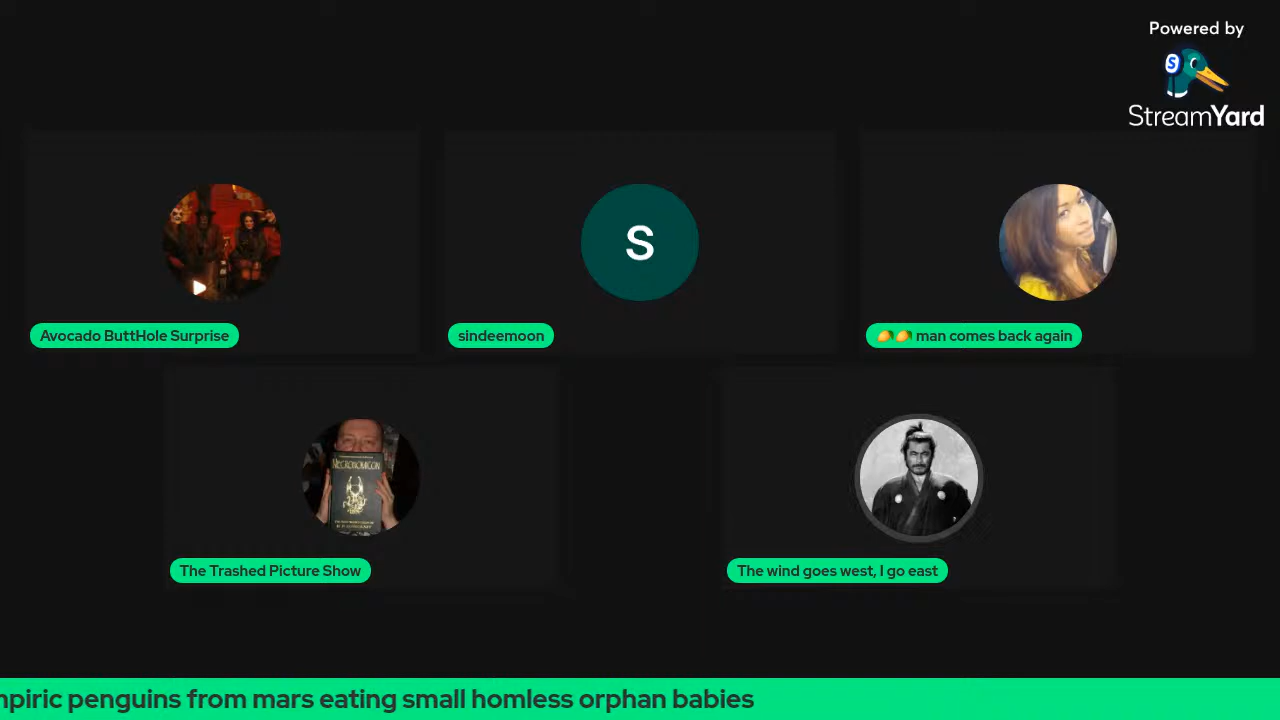 Powered by
StreamYard
S
S
Avocado ButtHole Surprise
sindeemoon
🥭🥭 man comes back again
NECRONOMICON
The Trashed Picture Show
The wind goes west, I go east
penguins from mars eating small homless orphan babies